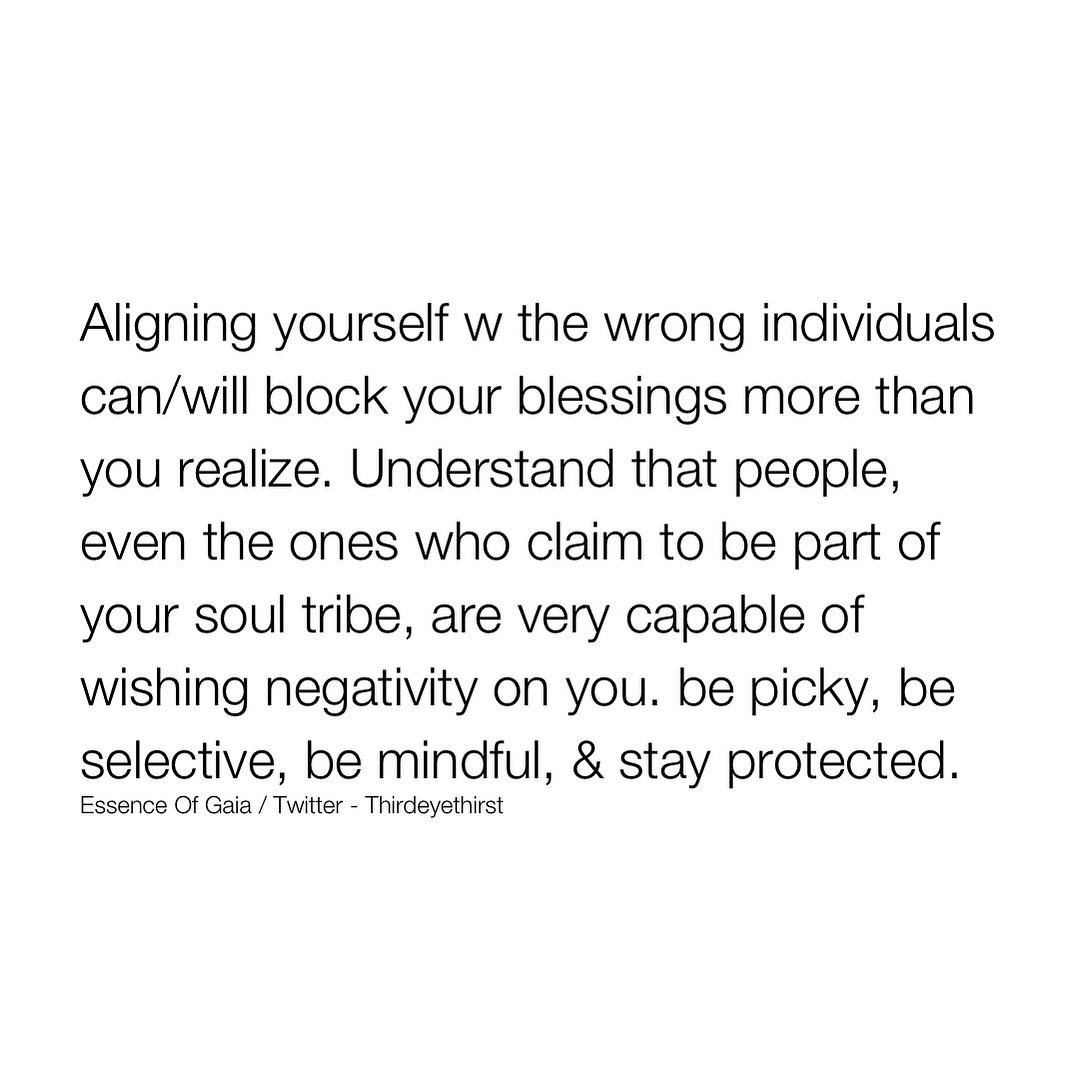 Aligning yourself w the wrong individuals
can/will block your blessings more than
you realize. Understand that people,
even the ones who claim to be part of
your soul tribe, are very capable of
wishing negativity on you. be picky, be
selective, be mindful, & stay protected.
Essence Of Gaia / Twitter - Thirdeyethirst